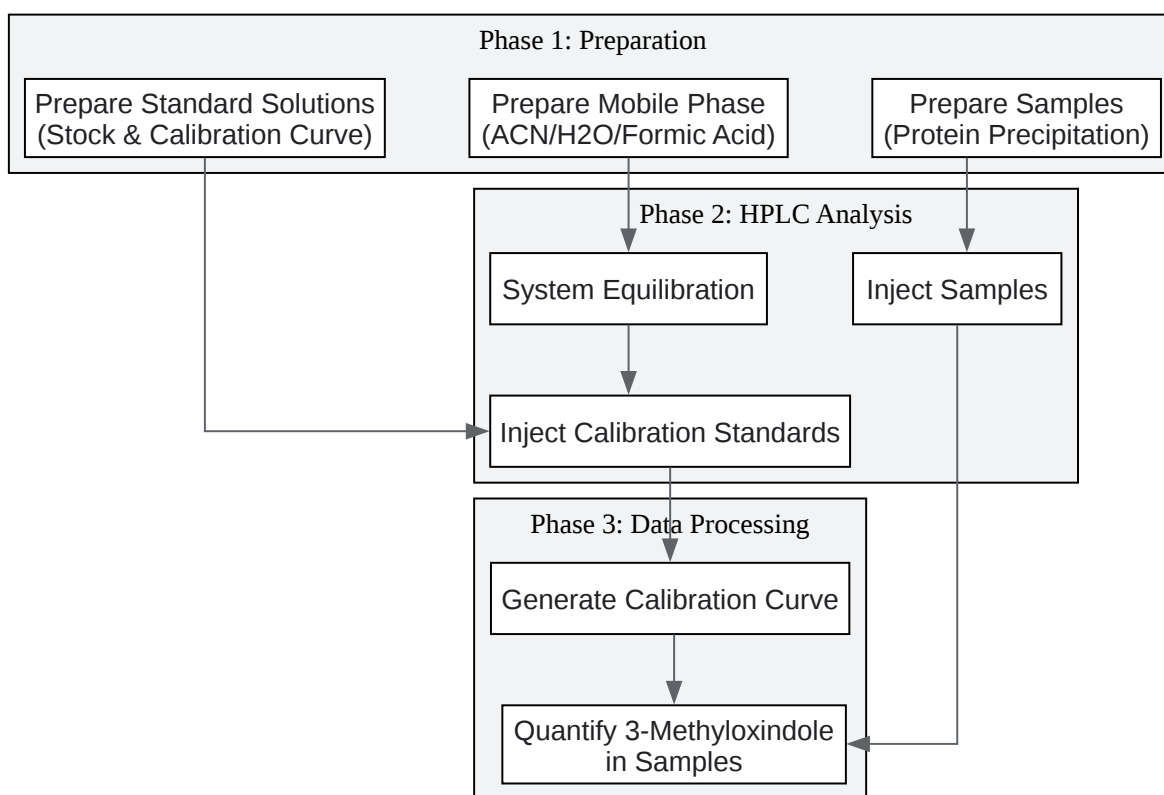 Phase 1: Preparation
Prepare Standard Solutions
(Stock & Calibration Curve)
Prepare Mobile Phase
(ACN/H2O/Formic Acid)
Prepare Samples
(Protein Precipitation)
Phase 2: HPLC Analysis
System Equilibration
Inject Samples
Inject Calibration Standards
Phase 3: Data Processing
Generate Calibration Curve
Quantify 3-Methyloxindole
in Samples